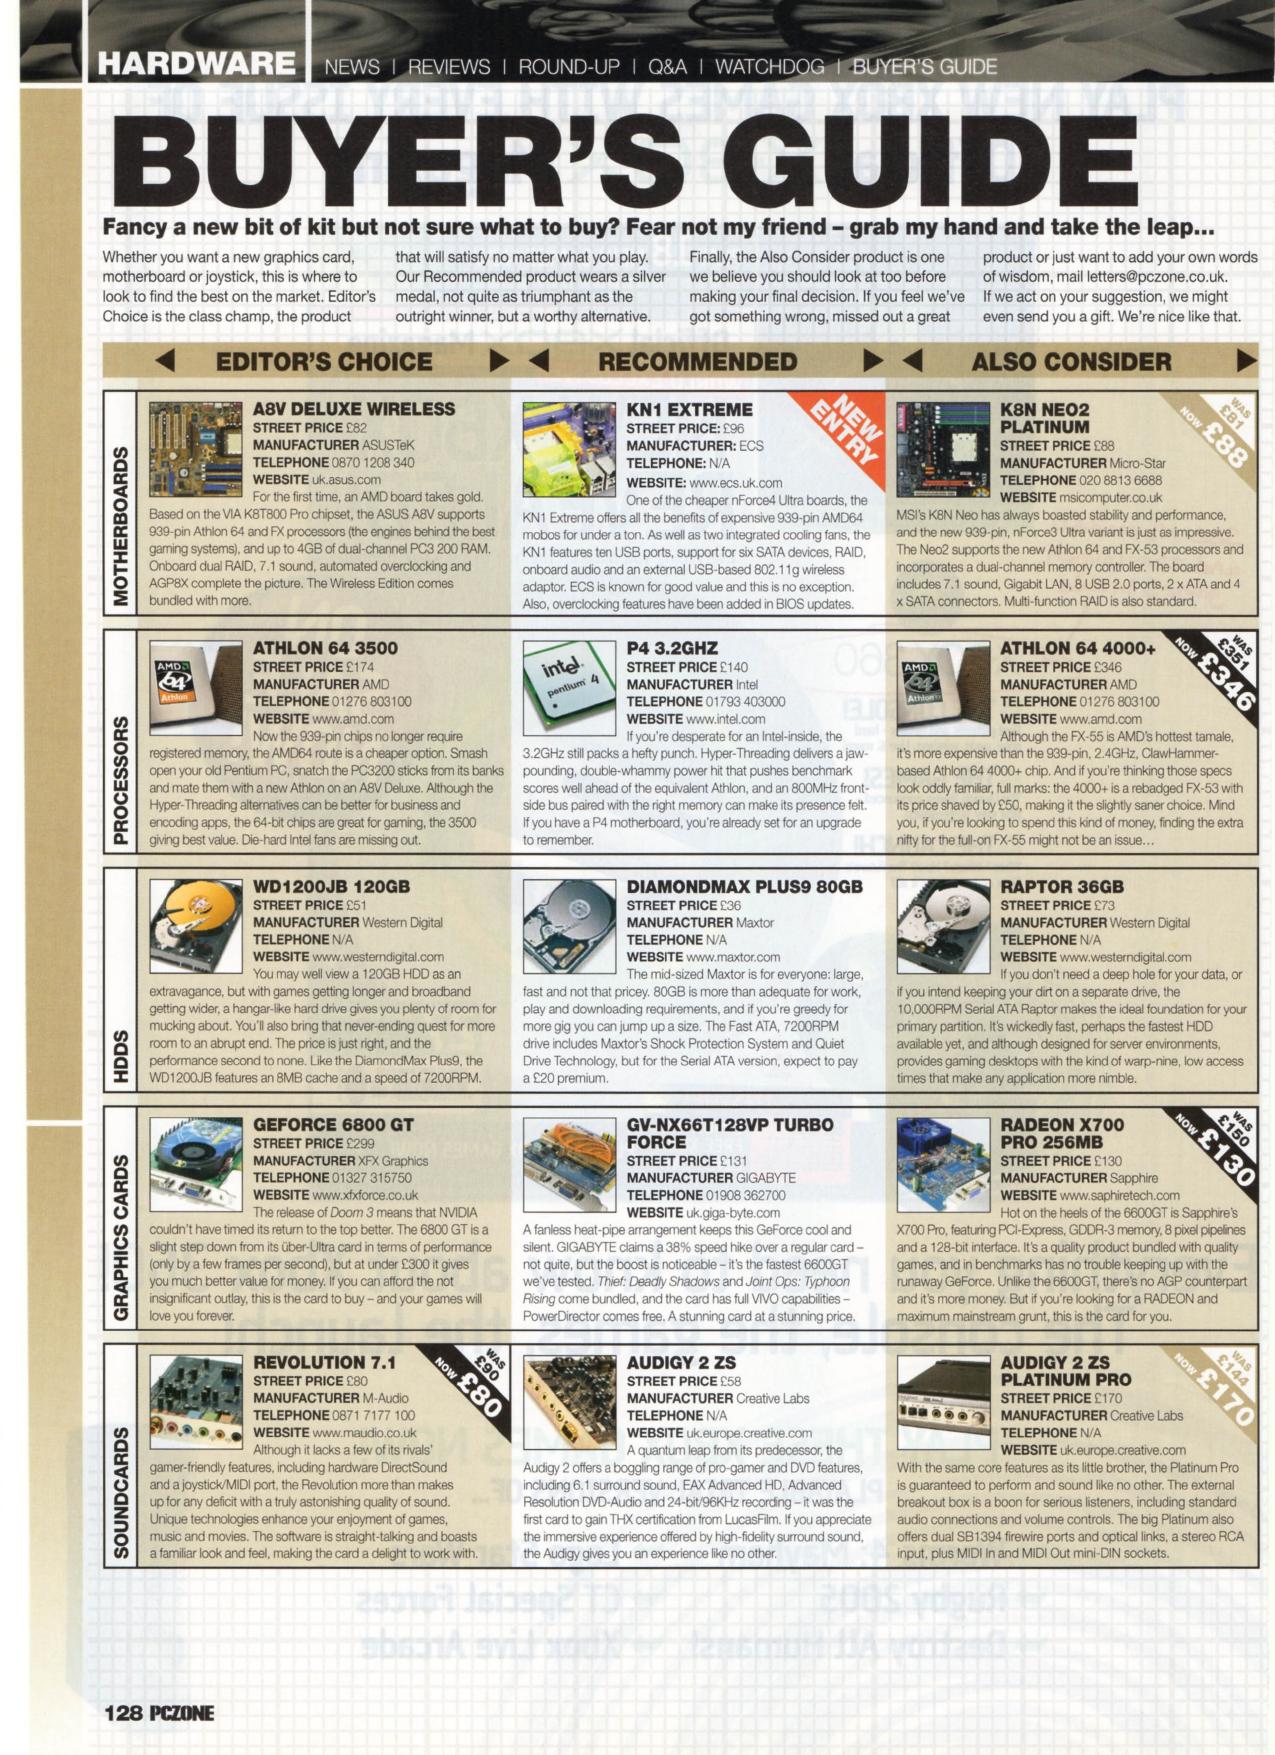 HARDWARE
NEWS | REVIEWS | ROUND-UP | Q&A | WATCHDOG | BUYER'S GUIDE
BUYER'S GUIDE
Fancy a new bit of kit but not sure what to buy? Fear not my friend – grab my hand and take the leap...
Whether you want a new graphics card,
motherboard or joystick, this is where to
look to find the best on the market. Editor's
Choice is the class champ, the product
that will satisfy no matter what you play.
Our Recommended product wears a silver
medal, not quite as triumphant as the
outright winner, but a worthy alternative.
Finally, the Also Consider product is one
we believe you should look at too before
making your final decision. If you feel we've
got something wrong, missed out a great
product or just want to add your own words
of wisdom, mail letters@pczone.co.uk.
If we act on your suggestion, we might
even send you a gift. We're nice like that.
EDITOR'S CHOICE
RECOMMENDED
ALSO CONSIDER
MOTHERBOARDS
A8V DELUXE WIRELESS
STREET PRICE £82
MANUFACTURER ASUSTeK
TELEPHONE 0870 1208 340
WEBSITE uk.asus.com
For the first time, an AMD board takes gold.
Based on the VIA K8T800 Pro chipset, the ASUS A8V supports
939-pin Athlon 64 and FX processors (the engines behind the best
gaming systems), and up to 4GB of dual-channel PC3 200 RAM.
Onboard dual RAID, 7.1 sound, automated overclocking and
AGP8X complete the picture. The Wireless Edition comes
bundled with more.
KN1 EXTREME
STREET PRICE: £96
MANUFACTURER: ECS
TELEPHONE: N/A
WEBSITE: www.ecs.uk.com
NEW
ENTRY
One of the cheaper nForce4 Ultra boards, the
KN1 Extreme offers all the benefits of expensive 939-pin AMD64
mobos for under a ton. As well as two integrated cooling fans, the
KN1 features ten USB ports, support for six SATA devices, RAID,
onboard audio and an external USB-based 802.11g wireless
adaptor. ECS is known for good value and this is no exception.
Also, overclocking features have been added in BIOS updates.
K8N NEO2
PLATINUM
STREET PRICE £88
MANUFACTURER Micro-Star
TELEPHONE 020 8813 6688
WEBSITE msicomputer.co.uk
WAS
£81
NOW £88
MSI's K8N Neo has always boasted stability and performance,
and the new 939-pin, nForce3 Ultra variant is just as impressive.
The Neo2 supports the new Athlon 64 and FX-53 processors and
incorporates a dual-channel memory controller. The board
includes 7.1 sound, Gigabit LAN, 8 USB 2.0 ports, 2 x ATA and 4
x SATA connectors. Multi-function RAID is also standard.
PROCESSORS
AMD
64
Athlon
ATHLON 64 3500
STREET PRICE £174
MANUFACTURER AMD
TELEPHONE 01276 803100
WEBSITE www.amd.com
Now the 939-pin chips no longer require
registered memory, the AMD64 route is a cheaper option. Smash
open your old Pentium PC, snatch the PC3200 sticks from its banks
and mate them with a new Athlon on an A8V Deluxe. Although the
Hyper-Threading alternatives can be better for business and
encoding apps, the 64-bit chips are great for gaming, the 3500
giving best value. Die-hard Intel fans are missing out.
intel
pentium 4
P4 3.2GHZ
STREET PRICE £140
MANUFACTURER Intel
TELEPHONE 01793 403000
WEBSITE www.intel.com
If you're desperate for an Intel-inside, the
3.2GHz still packs a hefty punch. Hyper-Threading delivers a jaw-
pounding, double-whammy power hit that pushes benchmark
scores well ahead of the equivalent Athlon, and an 800MHz front-
side bus paired with the right memory can make its presence felt.
If you have a P4 motherboard, you're already set for an upgrade
to remember.
AMD
64
Athlon
ATHLON 64 4000+
STREET PRICE £346
MANUFACTURER AMD
TELEPHONE 01276 803100
WEBSITE www.amd.com
WAS
£351
NOW £346
Although the FX-55 is AMD's hottest tamale,
it's more expensive than the 939-pin, 2.4GHz, ClawHammer-
based Athlon 64 4000+ chip. And if you're thinking those specs
look oddly familiar, full marks: the 4000+ is a rebadged FX-53 with
its price shaved by £50, making it the slightly saner choice. Mind
you, if you're looking to spend this kind of money, finding the extra
nifty for the full-on FX-55 might not be an issue...
HDDS
WD1200JB 120GB
STREET PRICE £51
MANUFACTURER Western Digital
TELEPHONE N/A
WEBSITE www.westerndigital.com
You may well view a 120GB HDD as an
extravagance, but with games getting longer and broadband
getting wider, a hangar-like hard drive gives you plenty of room for
mucking about. You'll also bring that never-ending quest for more
room to an abrupt end. The price is just right, and the
performance second to none. Like the DiamondMax Plus9, the
WD1200JB features an 8MB cache and a speed of 7200RPM.
DIAMONDMAX PLUS9 80GB
STREET PRICE £36
MANUFACTURER Maxtor
TELEPHONE N/A
WEBSITE www.maxtor.com
The mid-sized Maxtor is for everyone: large,
fast and not that pricey. 80GB is more than adequate for work,
play and downloading requirements, and if you're greedy for
more gig you can jump up a size. The Fast ATA, 7200RPM
drive includes Maxtor's Shock Protection System and Quiet
Drive Technology, but for the Serial ATA version, expect to pay
a £20 premium.
RAPTOR 36GB
STREET PRICE £73
MANUFACTURER Western Digital
TELEPHONE N/A
WEBSITE www.westerndigital.com
If you don't need a deep hole for your data, or
if you intend keeping your dirt on a separate drive, the
10,000RPM Serial ATA Raptor makes the ideal foundation for your
primary partition. It's wickedly fast, perhaps the fastest HDD
available yet, and although designed for server environments,
provides gaming desktops with the kind of warp-nine, low access
times that make any application more nimble.
GRAPHICS CARDS
GEFORCE 6800 GT
STREET PRICE £299
MANUFACTURER XFX Graphics
TELEPHONE 01327 315750
WEBSITE www.xfxforce.co.uk
The release of Doom 3 means that NVIDIA
couldn't have timed its return to the top better. The 6800 GT is a
slight step down from its über-Ultra card in terms of performance
(only by a few frames per second), but at under £300 it gives
you much better value for money. If you can afford the not
insignificant outlay, this is the card to buy – and your games will
love you forever.
GV-NX66T128VP TURBO
FORCE
STREET PRICE £131
MANUFACTURER GIGABYTE
TELEPHONE 01908 362700
WEBSITE uk.giga-byte.com
A fanless heat-pipe arrangement keeps this GeForce cool and
silent. GIGABYTE claims a 38% speed hike over a regular card –
not quite, but the boost is noticeable – it's the fastest 6600GT
we've tested. Thief: Deadly Shadows and Joint Ops: Typhoon
Rising come bundled, and the card has full VIVO capabilities –
PowerDirector comes free. A stunning card at a stunning price.
RADEON X700
PRO 256MB
STREET PRICE £130
MANUFACTURER Sapphire
WEBSITE www.saphiretech.com
WAS
£150
NOW £130
Hot on the heels of the 6600GT is Sapphire's
X700 Pro, featuring PCI-Express, GDDR-3 memory, 8 pixel pipelines
and a 128-bit interface. It's a quality product bundled with quality
games, and in benchmarks has no trouble keeping up with the
runaway GeForce. Unlike the 6600GT, there's no AGP counterpart
and it's more money. But if you're looking for a RADEON and
maximum mainstream grunt, this is the card for you.
SOUNDCARDS
REVOLUTION 7.1
STREET PRICE £80
MANUFACTURER M-Audio
TELEPHONE 0871 7177 100
WEBSITE www.maudio.co.uk
WAS
£90
NOW £80
Although it lacks a few of its rivals'
gamer-friendly features, including hardware DirectSound
and a joystick/MIDI port, the Revolution more than makes
up for any deficit with a truly astonishing quality of sound.
Unique technologies enhance your enjoyment of games,
music and movies. The software is straight-talking and boasts
a familiar look and feel, making the card a delight to work with.
AUDIGY 2 ZS
STREET PRICE £58
MANUFACTURER Creative Labs
TELEPHONE N/A
WEBSITE uk.europe.creative.com
A quantum leap from its predecessor, the
Audigy 2 offers a boggling range of pro-gamer and DVD features,
including 6.1 surround sound, EAX Advanced HD, Advanced
Resolution DVD-Audio and 24-bit/96KHz recording – it was the
first card to gain THX certification from LucasFilm. If you appreciate
the immersive experience offered by high-fidelity surround sound,
the Audigy gives you an experience like no other.
AUDIGY 2 ZS
PLATINUM PRO
STREET PRICE £170
MANUFACTURER Creative Labs
TELEPHONE N/A
WEBSITE uk.europe.creative.com
WAS
£144
NOW £170
With the same core features as its little brother, the Platinum Pro
is guaranteed to perform and sound like no other. The external
breakout box is a boon for serious listeners, including standard
audio connections and volume controls. The big Platinum also
offers dual SB1394 firewire ports and optical links, a stereo RCA
input, plus MIDI In and MIDI Out mini-DIN sockets.
128 PCZONE